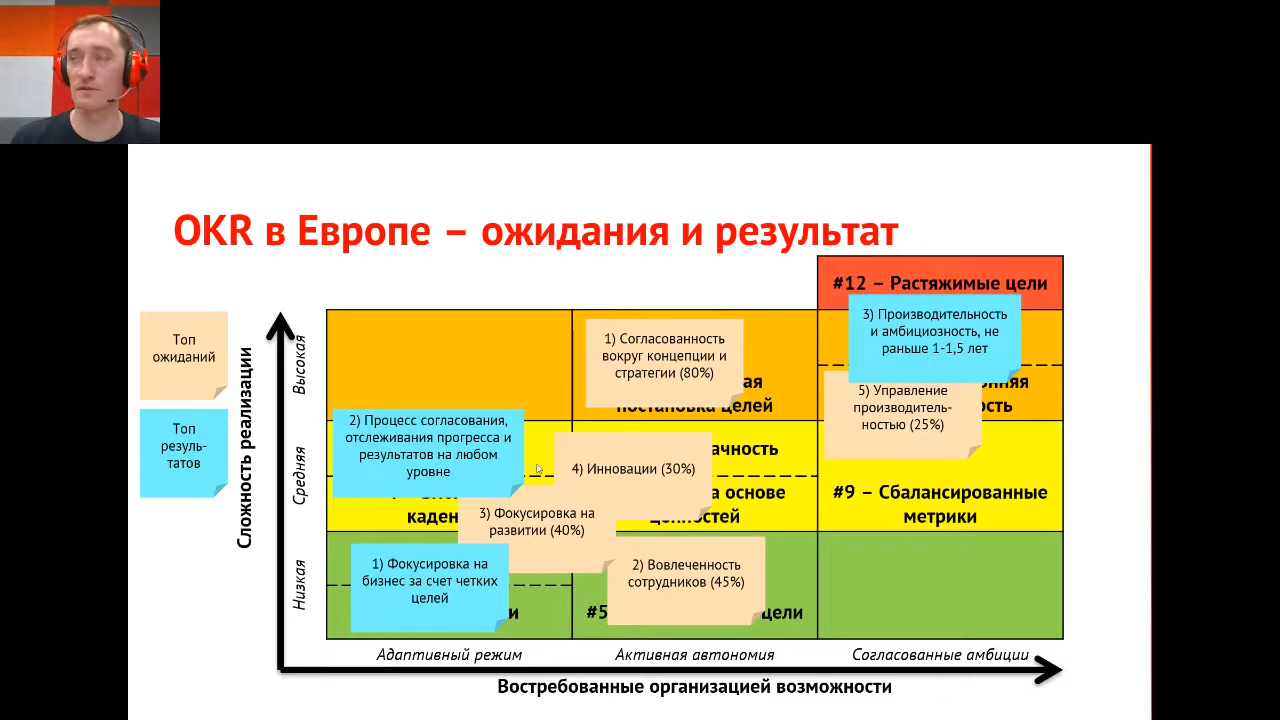 OKR в Европе – ожидания и результат
#12 – Растяжимые цели
3) Производительность
и амбициозность, не
раньше 1-1,5 лет
Топ
ожиданий
Топ
резуль-
татов
Сложность реализации
Высокая
Средняя
Низкая
1) Согласованность
вокруг концепции и
стратегии (80%)
постановка целей
5) Управление
производитель-
ностью (25%)
2) Процесс согласования,
отслеживания прогресса и
результатов на любом
уровне
4) Инновации (30%)
а основе
#9 – Сбалансированные
метрики
3) Фокусировка на
развитии (40%)
1) Фокусировка на
бизнес за счет четких
целей
2) Вовлеченность
сотрудников (45%)
#5
цели
Адаптивный режим
Активная автономия
Согласованные амбиции
Востребованные организацией возможности